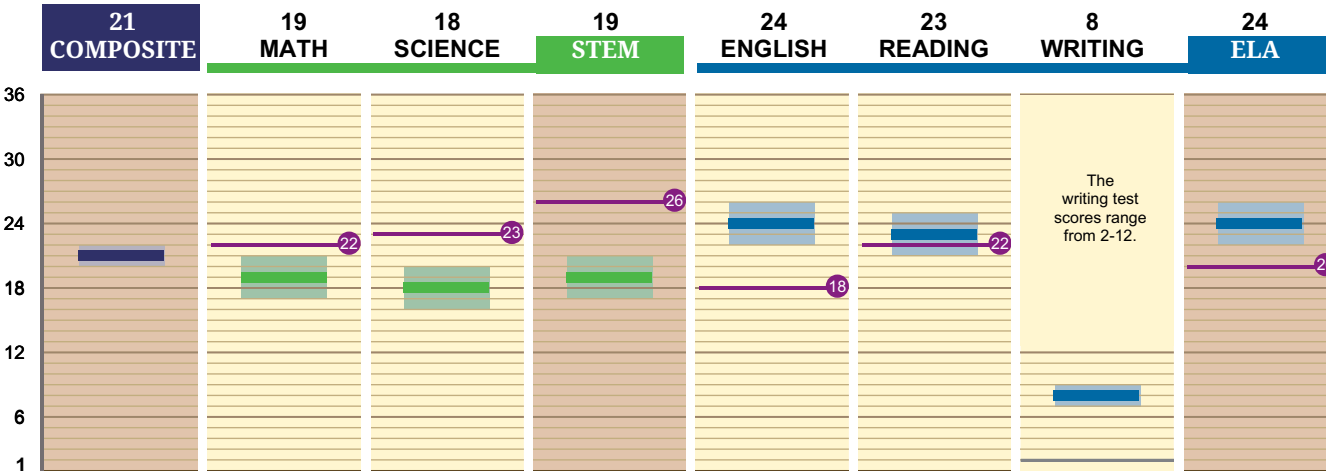 21
COMPOSITE
19
MATH
18
SCIENCE
19
STEM
24
ENGLISH
23
READING
8
WRITING
24
ELA
36
30
24
18
12
6
1
22
23
26
18
22
The
writing test
scores range
from 2-12.